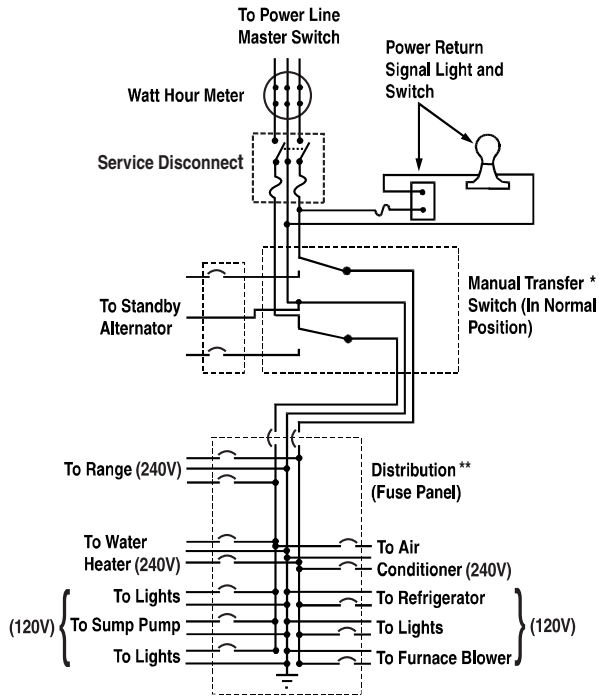 To Power Line
Master Switch
Power Return
Signal Light and
Switch
Watt Hour Meter
Service Disconnect
Manual Transfer *
Switch (In Normal
Position)
To Standby
Alternator
To Range (240V)
Distribution **
(Fuse Panel)
To Water
Heater (240V)
To Air
Conditioner (240V)
(120V)
To Lights
To Sump Pump
To Lights
To Refrigerator
To Lights
To Furnace Blower
(120V)